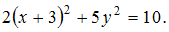 2(x + 3)² + 5y² = 10.